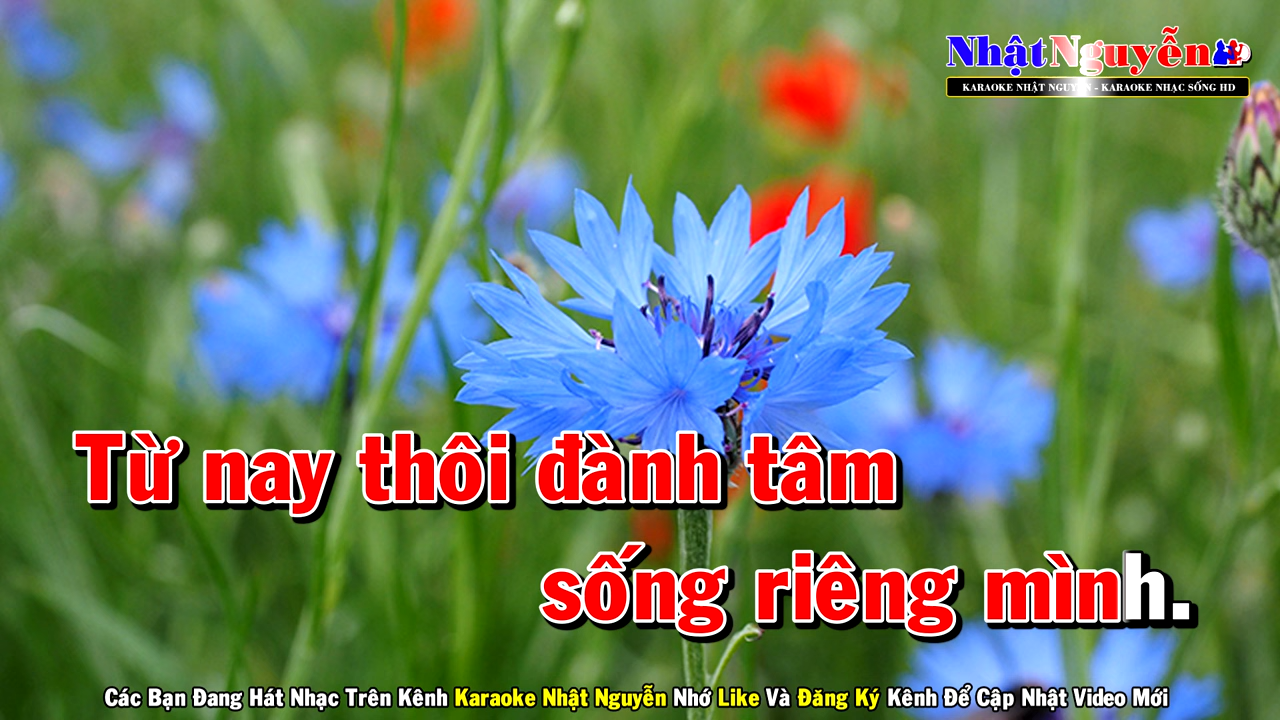 Nhật Nguyễn
KARAOKE NHẬT NGUYỄN - KARAOKE NHẠC SỐNG HD
Từ nay thôi đành tâm
sống riêng mình.
Các Bạn Đang Hát Nhạc Trên Kênh Karaoke Nhật Nguyễn Nhớ Like Và Đăng Ký Kênh Để Cập Nhật Video Mới